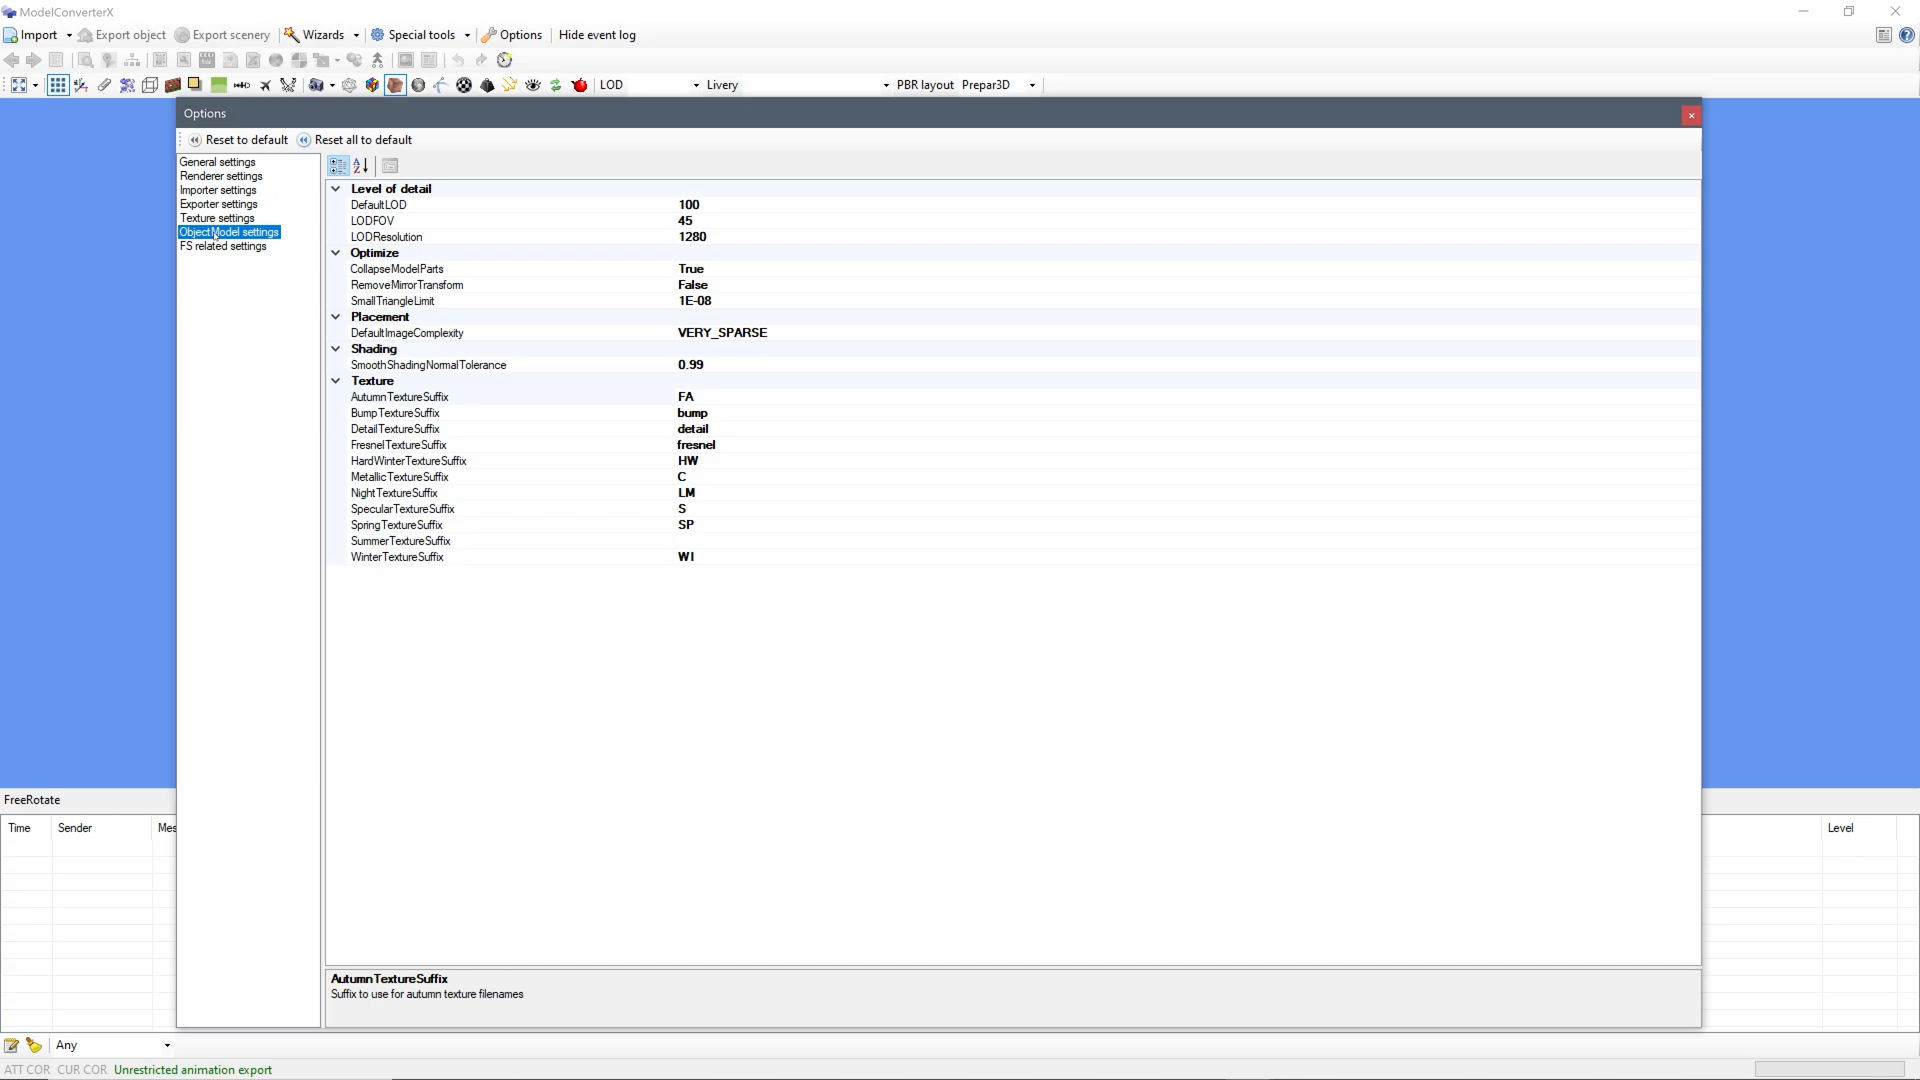 ModelConverterX
Import Export object Export scenery Wizards Special tools Options Hide event log
LOD Livery PBR layout Prepar3D
Options
Reset to default Reset all to default
General settings
Renderer settings
Importer settings
Exporter settings
Texture settings
ObjectModel settings
FS related settings
Level of detail
DefaultLOD 100
LODFOV 45
LODResolution 1280
Optimize
CollapseModelParts True
RemoveMirrorTransform False
SmallTriangleLimit 1E-08
Placement
DefaultImageComplexity VERY_SPARSE
Shading
SmoothShadingNormalTolerance 0.99
Texture
AutumnTextureSuffix FA
BumpTextureSuffix bump
DetailTextureSuffix detail
FresnelTextureSuffix fresnel
HardWinterTextureSuffix HW
MetallicTextureSuffix C
NightTextureSuffix LM
SpecularTextureSuffix S
SpringTextureSuffix SP
SummerTextureSuffix
WinterTextureSuffix WI
FreeRotate
Time Sender Mes Level
AutumnTextureSuffix
Suffix to use for autumn texture filenames
Any
ATT COR CUR COR Unrestricted animation export